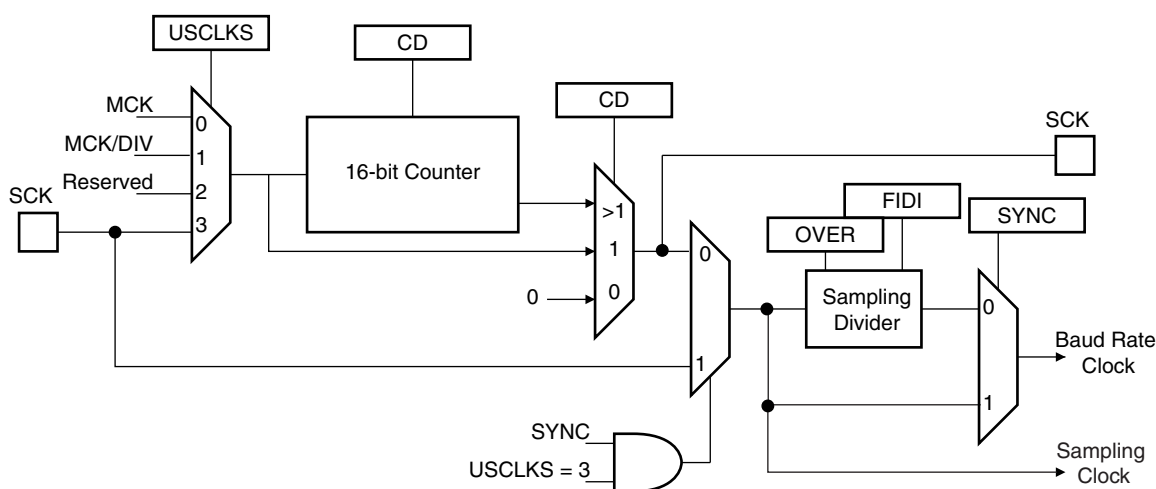 USCLKS
CD
CD
MCK
MCK/DIV
Reserved
SCK
0
1
2
3
16-bit Counter
>1
1
0
0
SCK
FIDI
OVER
SYNC
0
1
Sampling
Divider
0
1
Baud Rate
Clock
SYNC
USCLKS = 3
Sampling
Clock